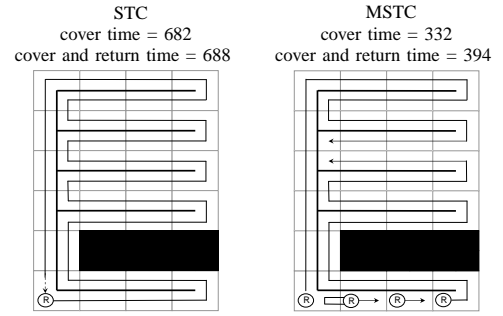 STC
cover time = 682
cover and return time = 688
MSTC
cover time = 332
cover and return time = 394
R
R R R R